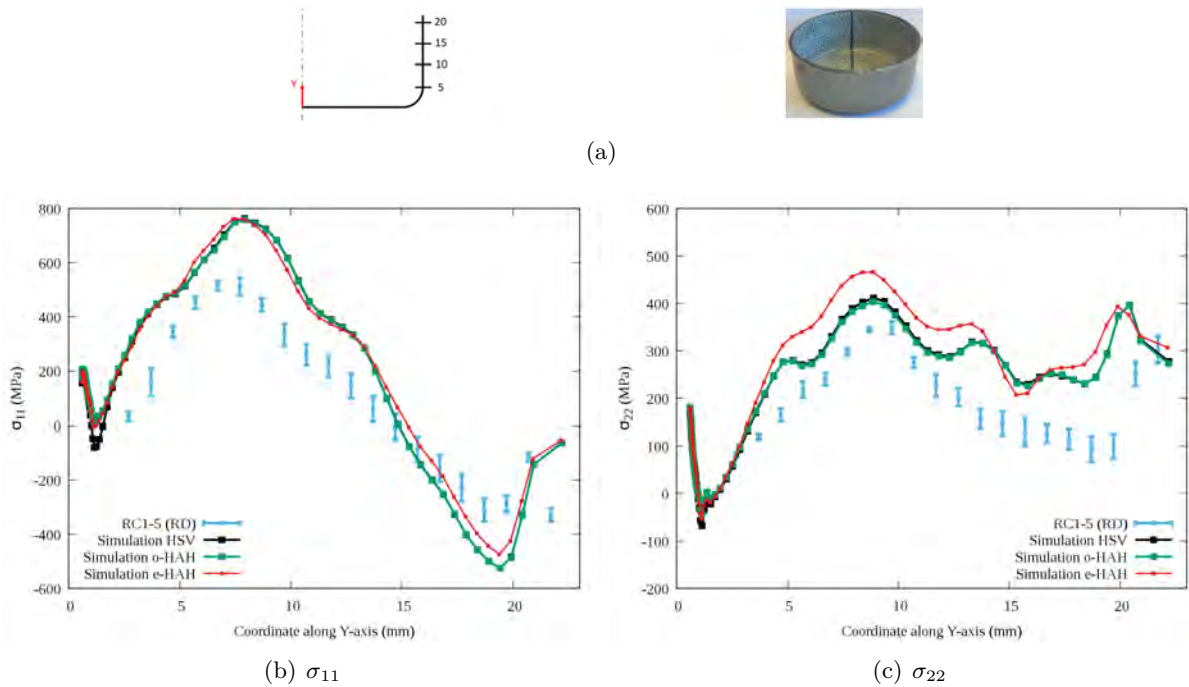 20
15
10
Y
5
(a)
800
600
400
200
0
-200
-400
-600
σ11 (MPa)
RC1-5 (RD)
Simulation HSV
Simulation o-HAH
Simulation e-HAH
0 5 10 15 20
Coordinate along Y-axis (mm)
(b) σ11
600
500
400
300
200
100
0
-100
-200
σ22 (MPa)
RC1-5 (RD)
Simulation HSV
Simulation o-HAH
Simulation e-HAH
0 5 10 15 20
Coordinate along Y-axis (mm)
(c) σ22